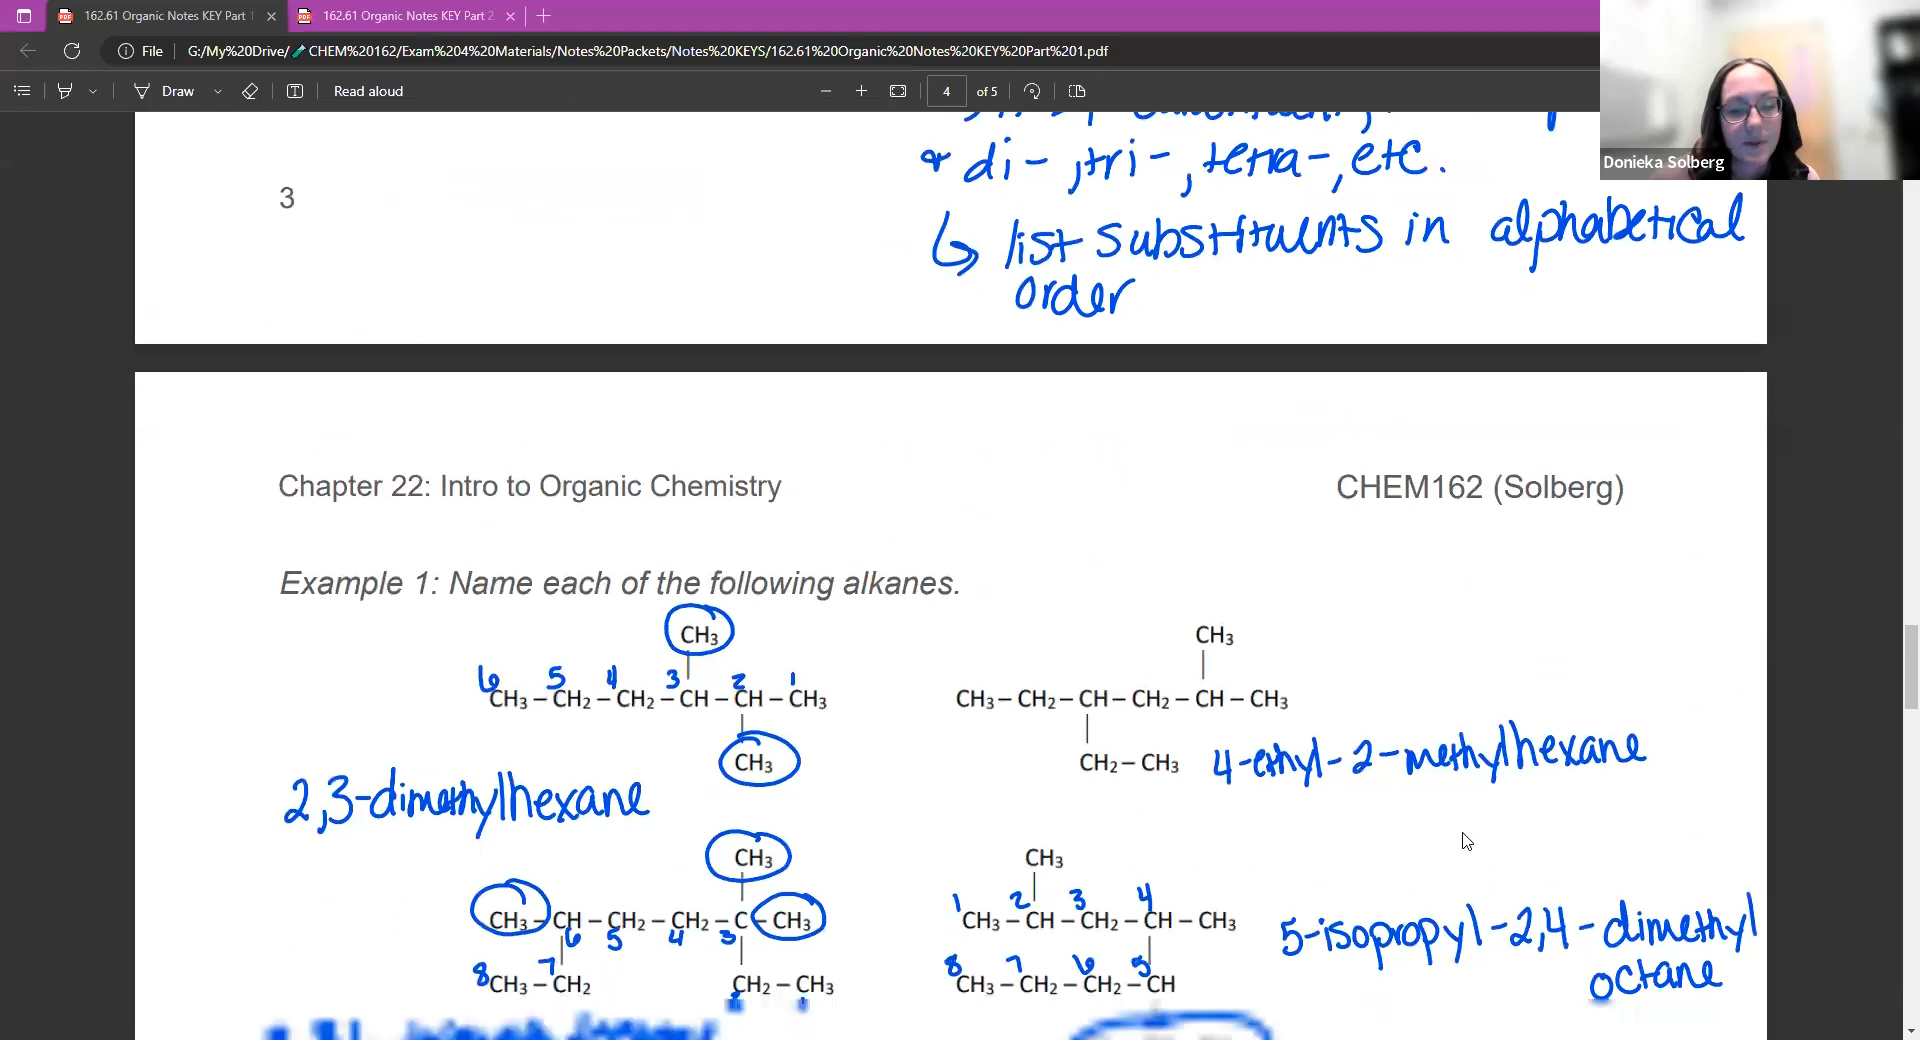 162.61 Organic Notes KEY Part 1
162.61 Organic Notes KEY Part 2
File
G:/My%20Drive/🧪CHEM%20162/Exam%204%20Materials/Notes%20Packets/Notes%20KEYS/162.61%20Organic%20Notes%20KEY%20Part%201.pdf
Draw
Read aloud
4 of 5
Donieka Solberg
& di-, tri-, tetra-, etc.
3
↳ list substituents in alphabetical
order
Chapter 22: Intro to Organic Chemistry
CHEM162 (Solberg)
Example 1: Name each of the following alkanes.
CH₃
6 5 4 3 2 1
CH₃ – CH₂ – CH₂ – CH – CH – CH₃
CH₃
2,3-dimethylhexane
CH₃
CH₃ – CH₂ – CH – CH₂ – CH – CH₃
CH₂ – CH₃
4-ethyl-2-methylhexane
CH₃
CH₃ – CH – CH₂ – CH₂ – C – CH₃
6 5 4 3
8 7
CH₃ – CH₂
CH₂ – CH₃
2 1
CH₃
1 2 3 4
CH₃ – CH – CH₂ – CH – CH₃
8 7 6 5
CH₃ – CH₂ – CH₂ – CH
5-isopropyl-2,4-dimethyl
octane